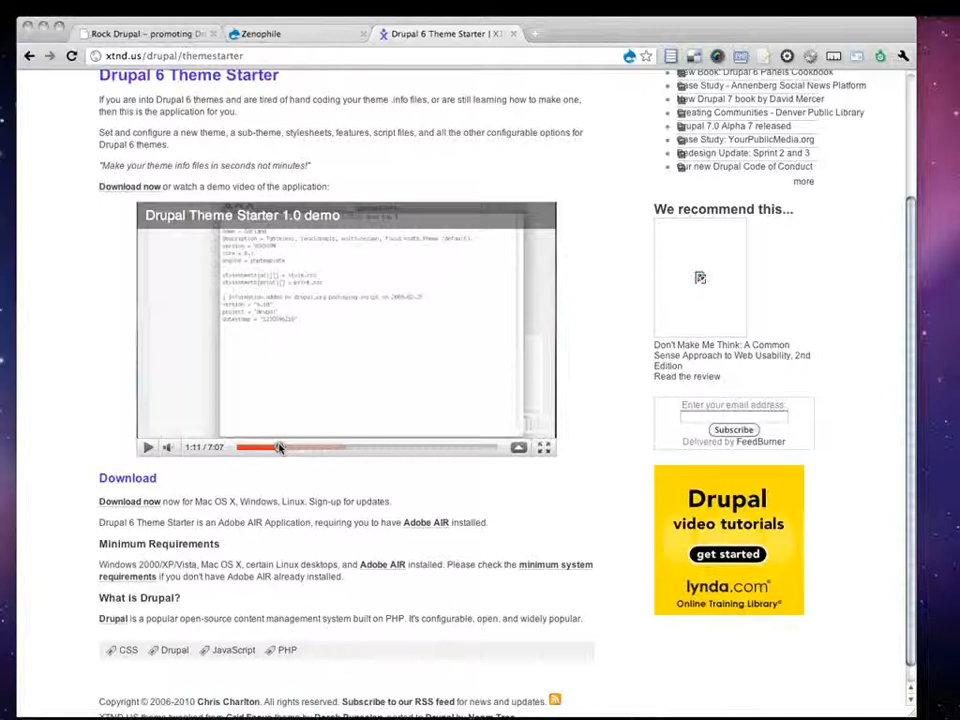 Rock Drupal – promoting Dr
Zenophile
Drupal 6 Theme Starter | XT
xtnd.us/drupal/themestarter
Drupal 6 Theme Starter
If you are into Drupal 6 themes and are tired of hand coding your theme .info files, or are still learning how to make one,
then this is the application for you.
Set and configure a new theme, a sub-theme, stylesheets, features, script files, and all the other configurable options for
Drupal 6 themes.
"Make your theme info files in seconds not minutes!"
Download now or watch a demo video of the application:
Drupal Theme Starter 1.0 demo
1:11 / 7:07
Download
Download now now for Mac OS X, Windows, Linux. Sign-up for updates.
Drupal 6 Theme Starter is an Adobe AIR Application, requiring you to have Adobe AIR installed.
Minimum Requirements
Windows 2000/XP/Vista, Mac OS X, certain Linux desktops, and Adobe AIR installed. Please check the minimum system
requirements if you don't have Adobe AIR already installed.
What is Drupal?
Drupal is a popular open-source content management system built on PHP. It's configurable, open, and widely popular.
CSS Drupal JavaScript PHP
Copyright © 2006-2010 Chris Charlton. All rights reserved. Subscribe to our RSS feed for news and updates.
New Book: Drupal 6 Panels Cookbook
Case Study - Annenberg Social News Platform
New Drupal 7 book by David Mercer
Creating Communities - Denver Public Library
Drupal 7.0 Alpha 7 released
Case Study: YourPublicMedia.org
Redesign Update: Sprint 2 and 3
Our new Drupal Code of Conduct
more
We recommend this...
Don't Make Me Think: A Common
Sense Approach to Web Usability, 2nd
Edition
Read the review
Enter your email address:
Subscribe
Delivered by FeedBurner
Drupal
video tutorials
get started
lynda.com®
Online Training Library®